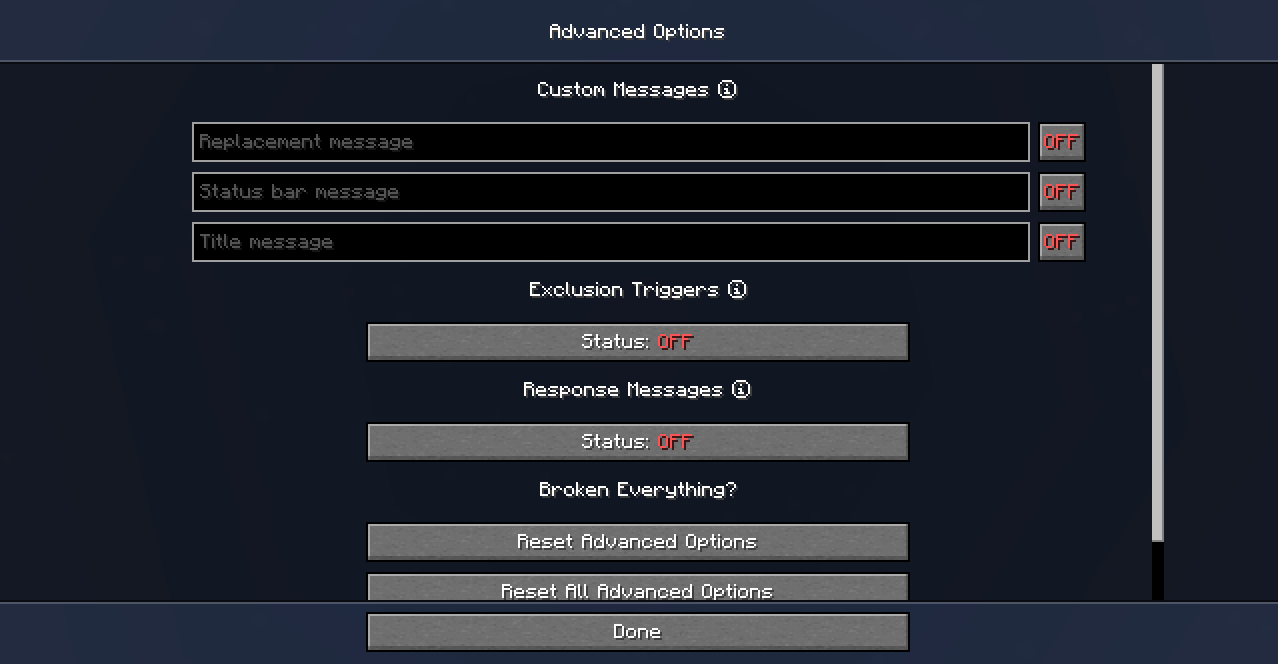 Advanced Options
Custom Messages ⓘ
Replacement message OFF
Status bar message OFF
Title message OFF
Exclusion Triggers ⓘ
Status: OFF
Response Messages ⓘ
Status: OFF
Broken Everything?
Reset Advanced Options
Reset All Advanced Options
Done